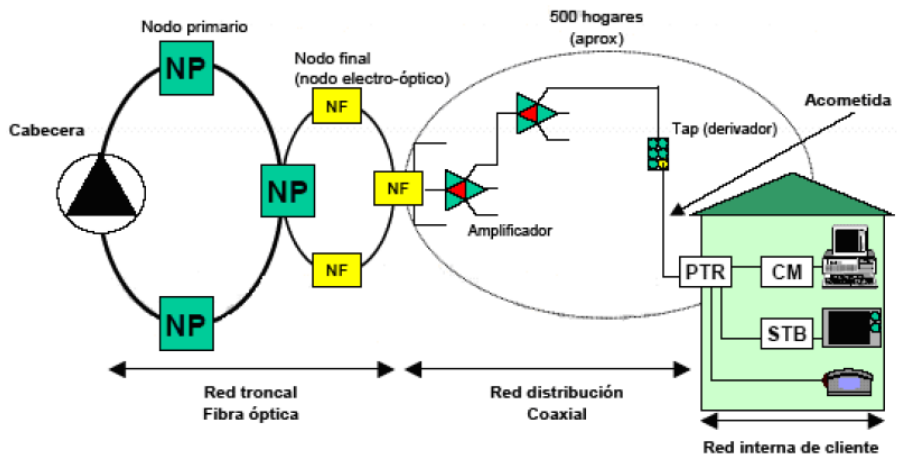 Nodo primario
NP
Nodo final
(nodo electro-óptico)
NF
Cabecera
NP
NF
NF
NP
500 hogares
(aprox)
Acometida
Tap (derivador)
Amplificador
PTR
CM
STB
Red troncal
Fibra óptica
Red distribución
Coaxial
Red interna de cliente